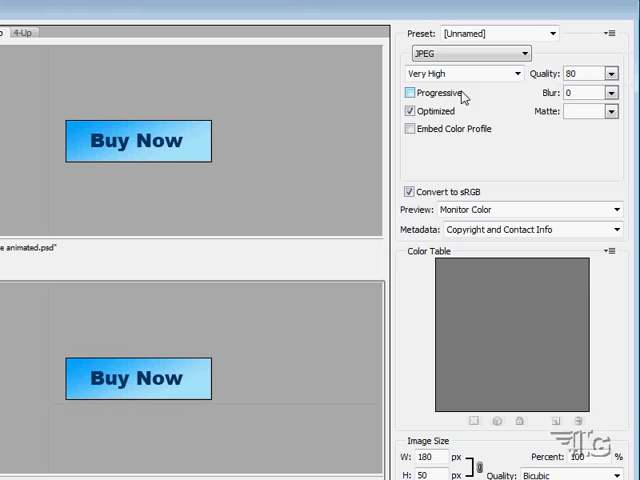 4-Up
Preset: [Unnamed]
JPEG
Very High
Quality: 80
Progressive
Blur: 0
Optimized
Matte:
Embed Color Profile
Buy Now
Convert to sRGB
Preview: Monitor Color
Metadata: Copyright and Contact Info
e animated.psd"
Color Table
Buy Now
Image Size
W: 180 px
Percent: 100 %
H: 50 px
Quality: Bicubic